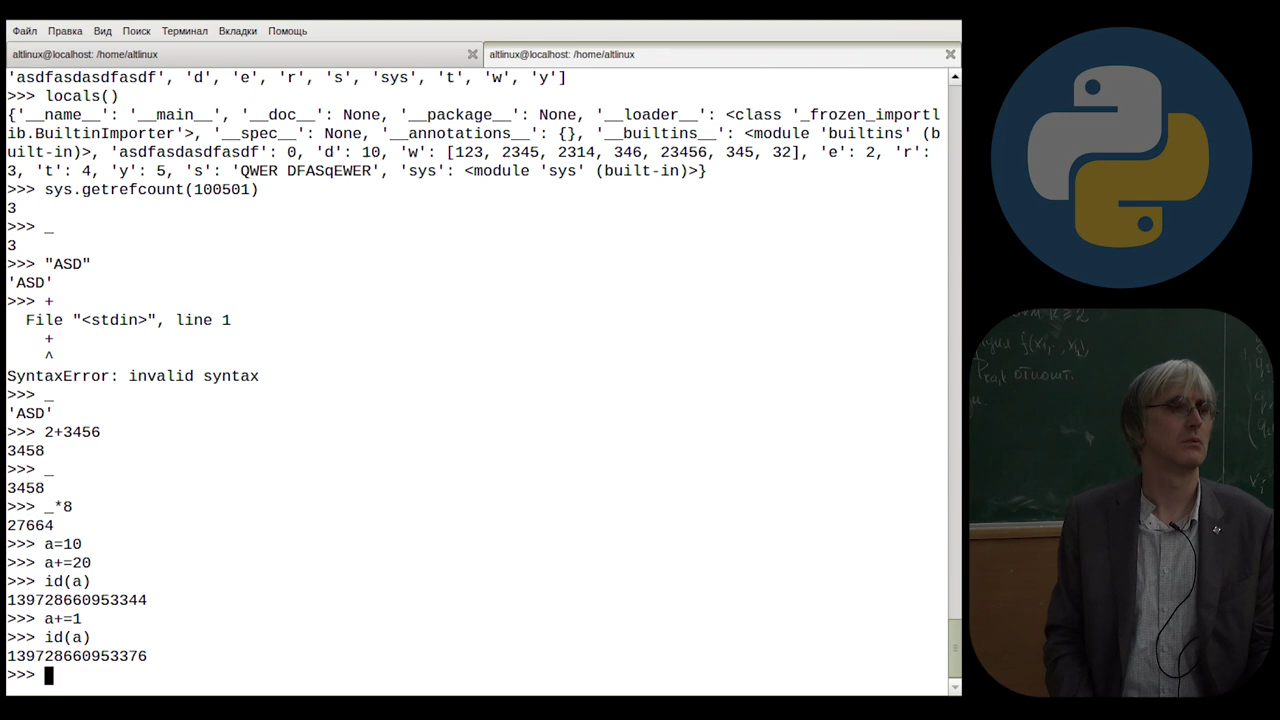 Файл Правка Вид Поиск Терминал Вкладки Помощь
altlinux@localhost: /home/altlinux altlinux@localhost: /home/altlinux
'asdfasdasdfasdf', 'd', 'e', 'r', 's', 'sys', 't', 'w', 'y']
>>> locals()
{'__name__': '__main__', '__doc__': None, '__package__': None, '__loader__': <class '_frozen_importl
ib.BuiltinImporter'>, '__spec__': None, '__annotations__': {}, '__builtins__': <module 'builtins' (b
uilt-in)>, 'asdfasdasdfasdf': 0, 'd': 10, 'w': [123, 2345, 2314, 346, 23456, 345, 32], 'e': 2, 'r':
3, 't': 4, 'y': 5, 's': 'QWER DFASqEWER', 'sys': <module 'sys' (built-in)>}
>>> sys.getrefcount(100501)
3
>>> _
3
>>> "ASD"
'ASD'
>>> +
  File "<stdin>", line 1
    +
    ^
SyntaxError: invalid syntax
>>> _
'ASD'
>>> 2+3456
3458
>>> _
3458
>>> _*8
27664
>>> a=10
>>> a+=20
>>> id(a)
139728660953344
>>> a+=1
>>> id(a)
139728660953376
>>>